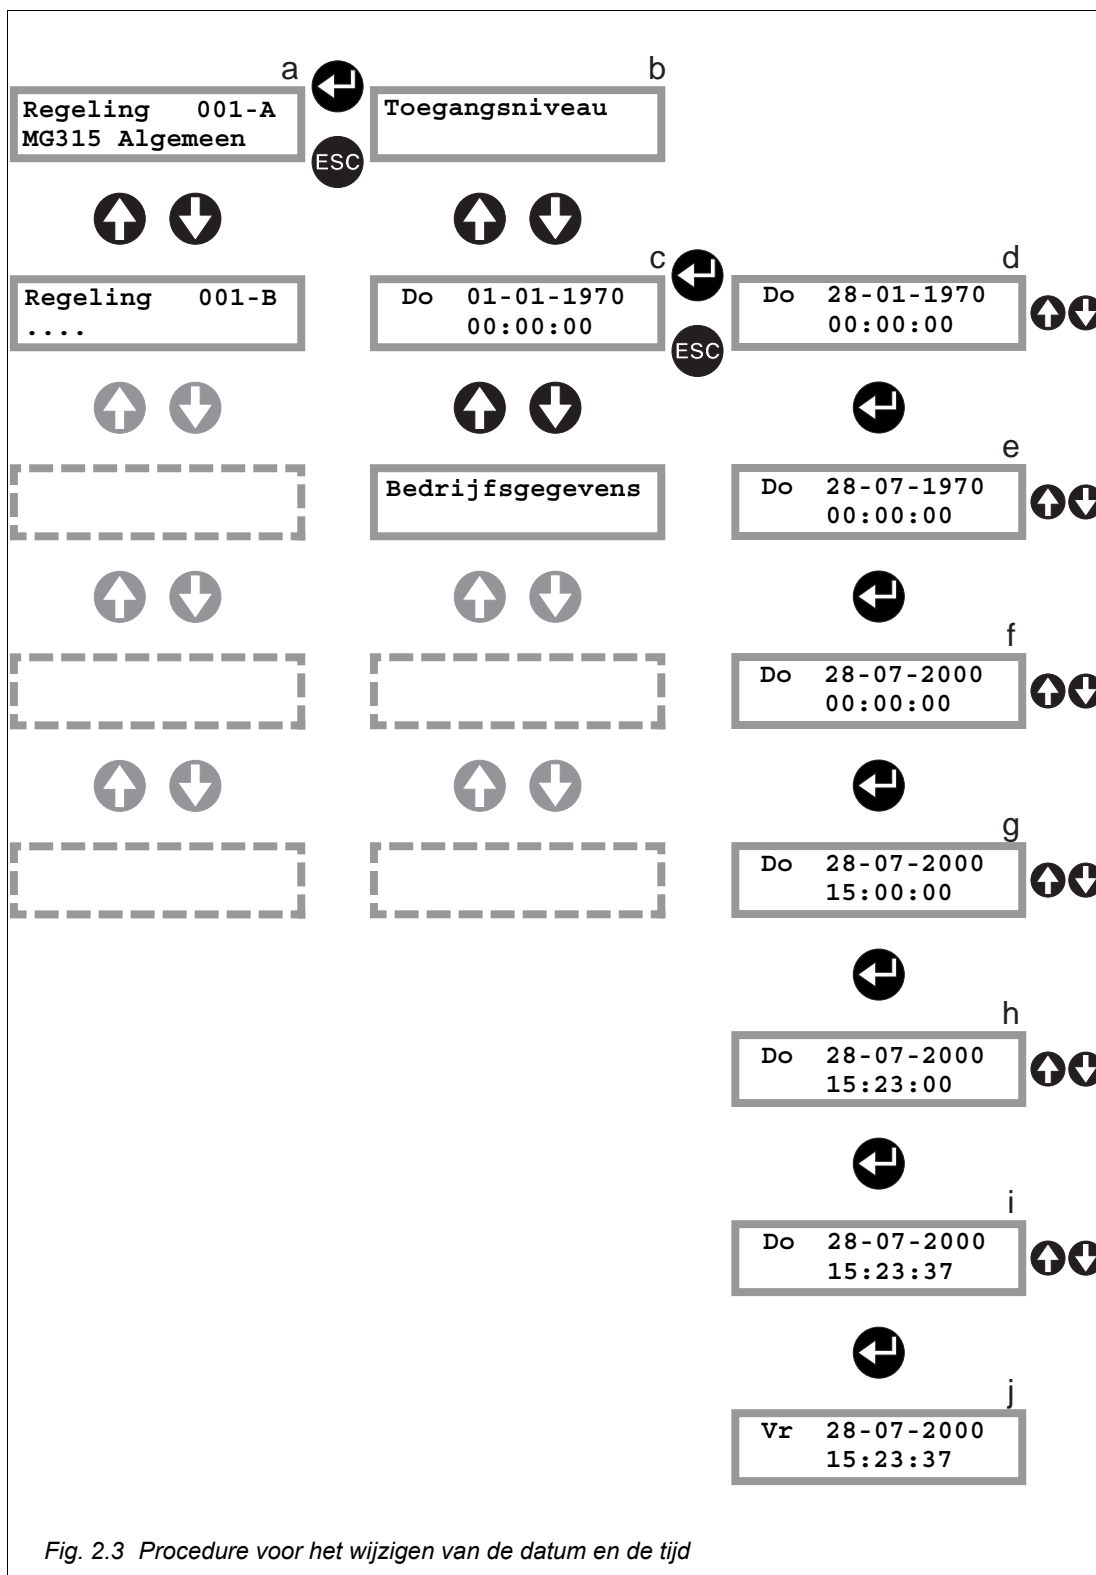 a
Regeling 001-A
MG315 Algemeen
ESC
b
Toegangsniveau
Regeling 001-B
....
c
Do 01-01-1970
00:00:00
ESC
d
Do 28-01-1970
00:00:00
Bedrijfsgegevens
e
Do 28-07-1970
00:00:00
f
Do 28-07-2000
00:00:00
g
Do 28-07-2000
15:00:00
h
Do 28-07-2000
15:23:00
i
Do 28-07-2000
15:23:37
j
Vr 28-07-2000
15:23:37
Fig. 2.3 Procedure voor het wijzigen van de datum en de tijd